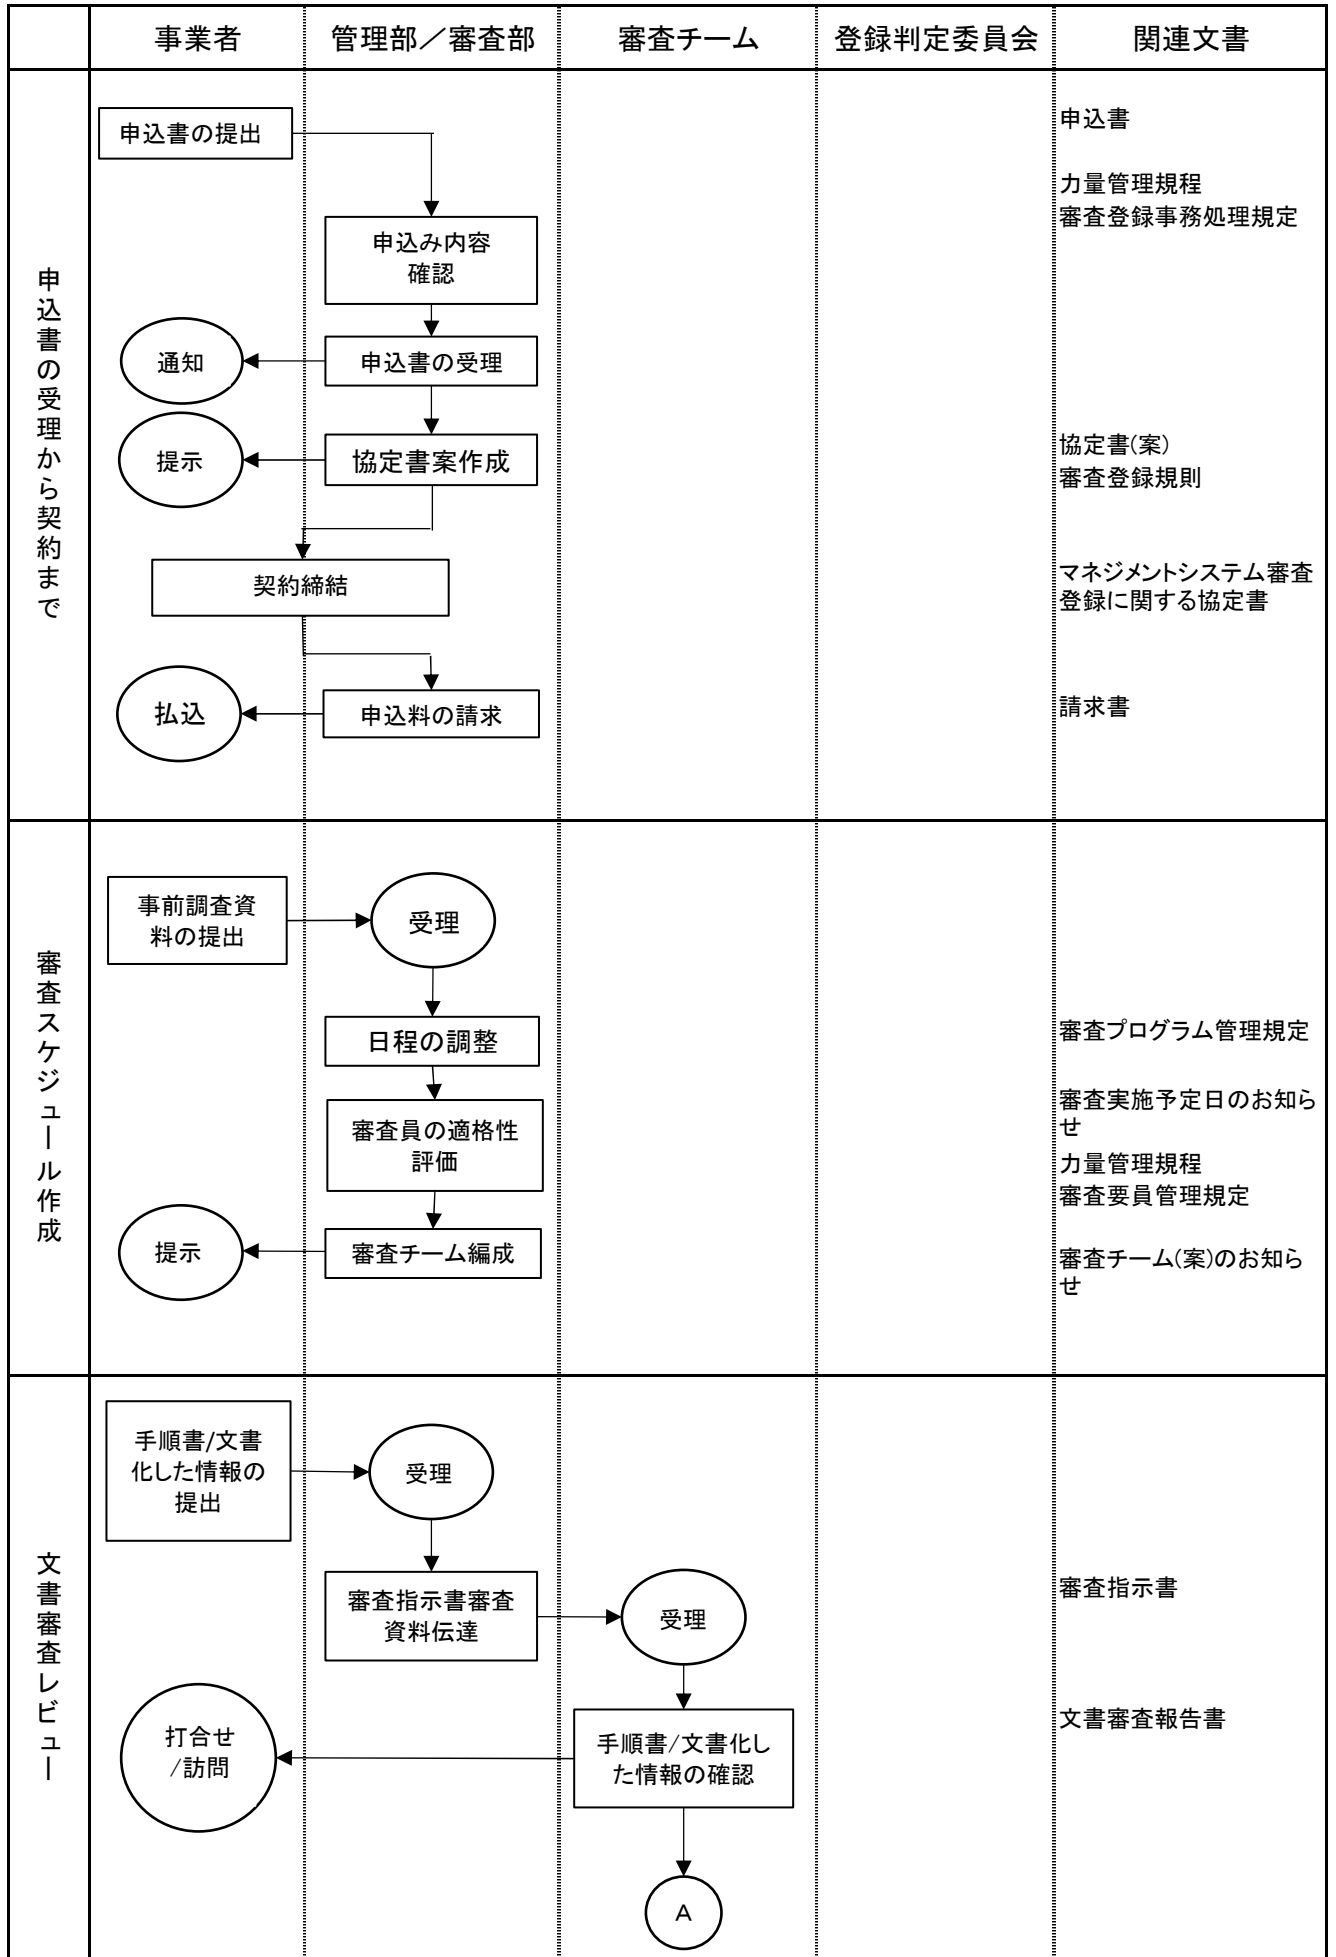 事業者
管理部／審査部
審査チーム
登録判定委員会
関連文書
申込書の受理から契約まで
申込書の提出
申込書
力量管理規程
審査登録事務処理規定
申込み内容
確認
通知
申込書の受理
提示
協定書案作成
協定書(案)
審査登録規則
契約締結
マネジメントシステム審査
登録に関する協定書
払込
申込料の請求
請求書
審査スケジュール作成
事前調査資
料の提出
受理
日程の調整
審査プログラム管理規定
審査員の適格性
評価
審査実施予定日のお知ら
せ
力量管理規程
審査要員管理規定
提示
審査チーム編成
審査チーム(案)のお知ら
せ
文書審査レビュー
手順書/文書
化した情報の
提出
受理
審査指示書審査
資料伝達
受理
審査指示書
打合せ
/訪問
手順書/文書化し
た情報の確認
文書審査報告書
A